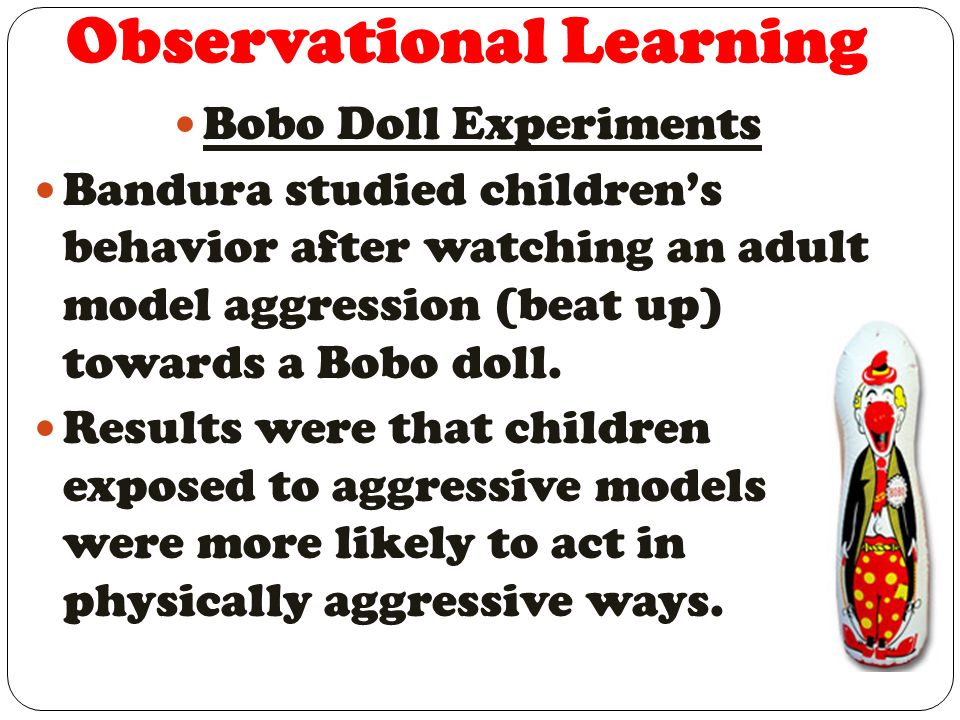 Observational Learning
• Bobo Doll Experiments
• Bandura studied children’s
behavior after watching an adult
model aggression (beat up)
towards a Bobo doll.
• Results were that children
exposed to aggressive models
were more likely to act in
physically aggressive ways.
BOBO